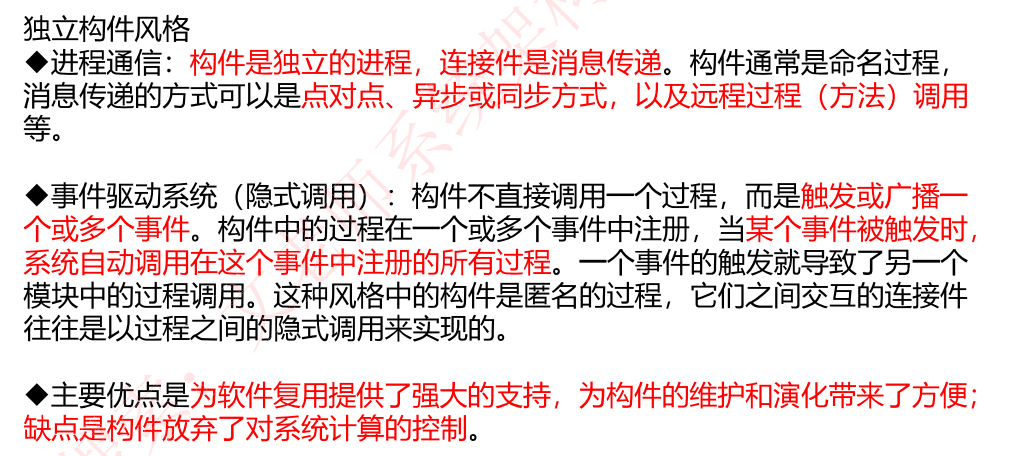 独立构件风格
◆进程通信：构件是独立的进程，连接件是消息传递。构件通常是命名过程，
消息传递的方式可以是点对点、异步或同步方式，以及远程过程（方法）调用
等。
◆事件驱动系统（隐式调用）：构件不直接调用一个过程，而是触发或广播一
个或多个事件。构件中的过程在一个或多个事件中注册，当某个事件被触发时，
系统自动调用在这个事件中注册的所有过程。一个事件的触发就导致了另一个
模块中的过程调用。这种风格中的构件是匿名的过程，它们之间交互的连接件
往往是以过程之间的隐式调用来实现的。
◆主要优点是为软件复用提供了强大的支持，为构件的维护和演化带来了方便；
缺点是构件放弃了对系统计算的控制。